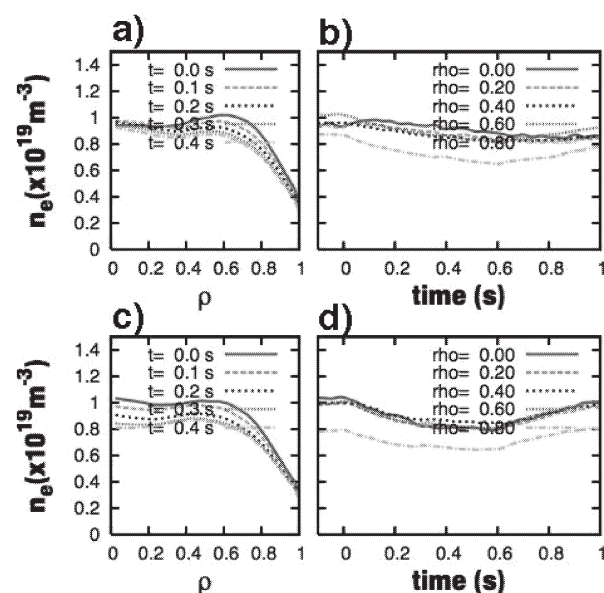 a)
b)
n_e(x10^19 m^-3)
1.4
1.2
1
0.8
0.6
0.4
0.2
0
t= 0.0 s
t= 0.1 s
t= 0.2 s
t= 0.3 s
t= 0.4 s
0 0.2 0.4 0.6 0.8 1
ρ
rho= 0.00
rho= 0.20
rho= 0.40
rho= 0.60
rho= 0.80
0 0.2 0.4 0.6 0.8 1
time (s)
c)
d)
n_e(x10^19 m^-3)
1.4
1.2
1
0.8
0.6
0.4
0.2
0
t= 0.0 s
t= 0.1 s
t= 0.2 s
t= 0.3 s
t= 0.4 s
0 0.2 0.4 0.6 0.8 1
ρ
rho= 0.00
rho= 0.20
rho= 0.40
rho= 0.60
rho= 0.80
0 0.2 0.4 0.6 0.8 1
time (s)